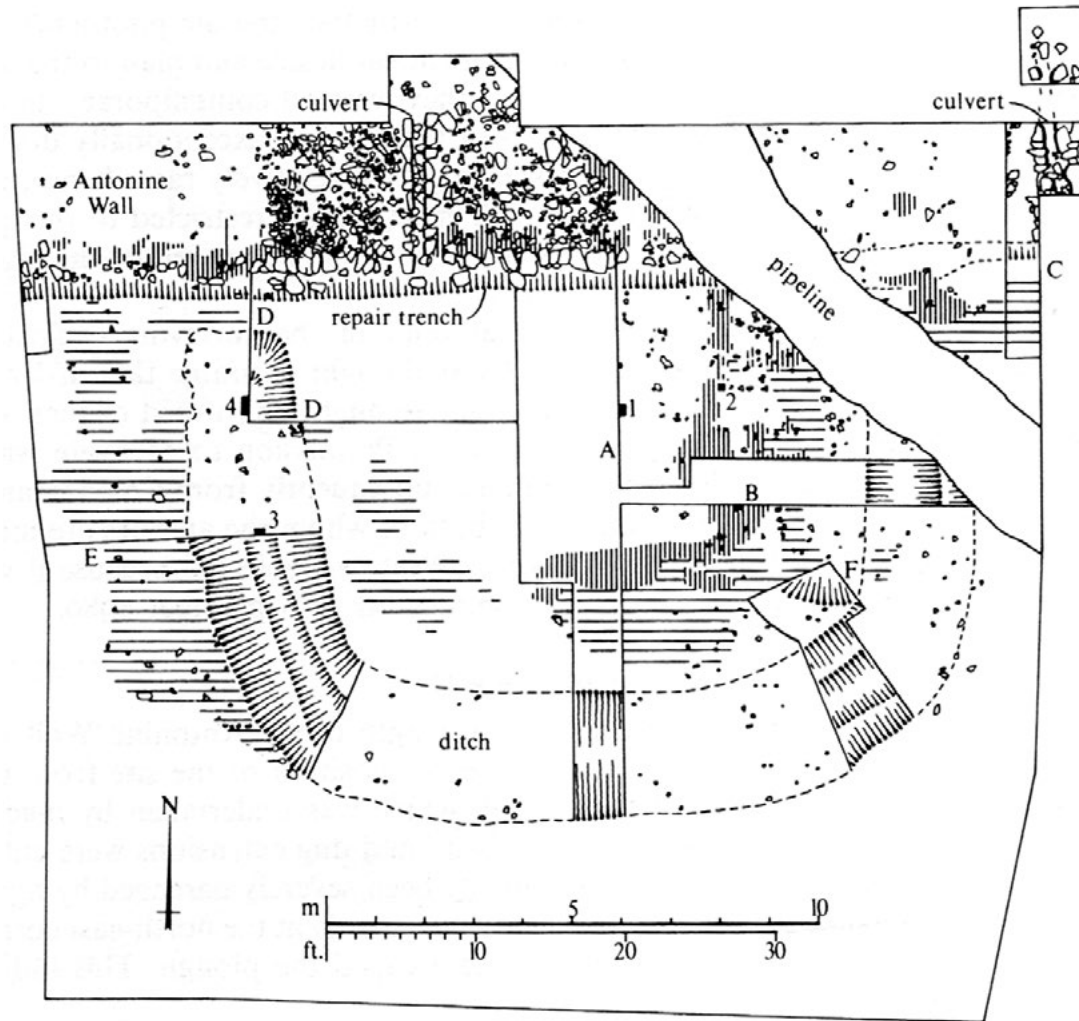 culvert
culvert
Antonine
Wall
C
pipeline
D
repair trench
4
D
1
2
A
B
3
E
F
ditch
N
m
5
10
ft.
10
20
30